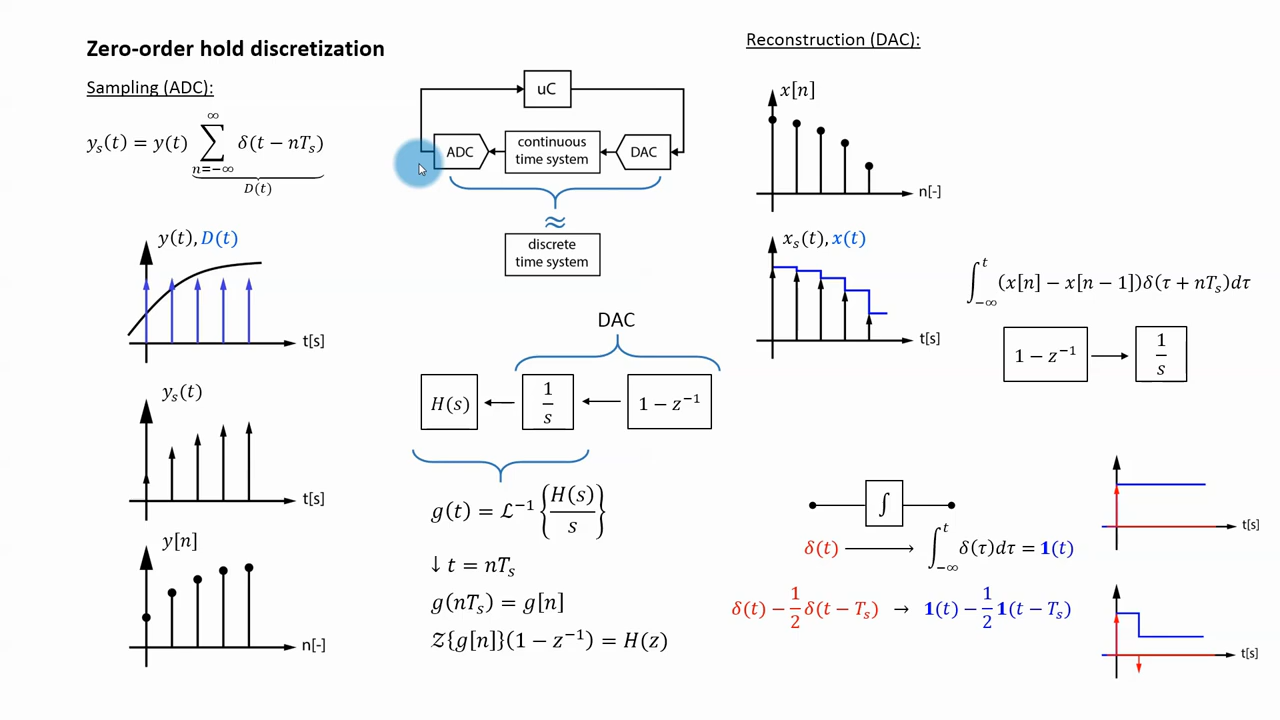 Zero-order hold discretization
Sampling (ADC):
y_s(t) = y(t) ∑_{n=-∞}^{∞} δ(t − nT_s)
D(t)
y(t), D(t)
t[s]
y_s(t)
t[s]
y[n]
n[-]
uC
ADC
continuous
time system
DAC
≈
discrete
time system
DAC
H(s)
1/s
1 − z⁻¹
g(t) = ℒ⁻¹ {H(s)/s}
↓ t = nT_s
g(nT_s) = g[n]
𝒵{g[n]}(1 − z⁻¹) = H(z)
Reconstruction (DAC):
x[n]
n[-]
x_s(t), x(t)
t[s]
∫_{-∞}^{t} (x[n] − x[n − 1])δ(τ + nT_s)dτ
1 − z⁻¹
1/s
∫
δ(t) → ∫_{-∞}^{t} δ(τ)dτ = 1(t)
δ(t) − 1/2 δ(t − T_s) → 1(t) − 1/2 1(t − T_s)
t[s]
t[s]